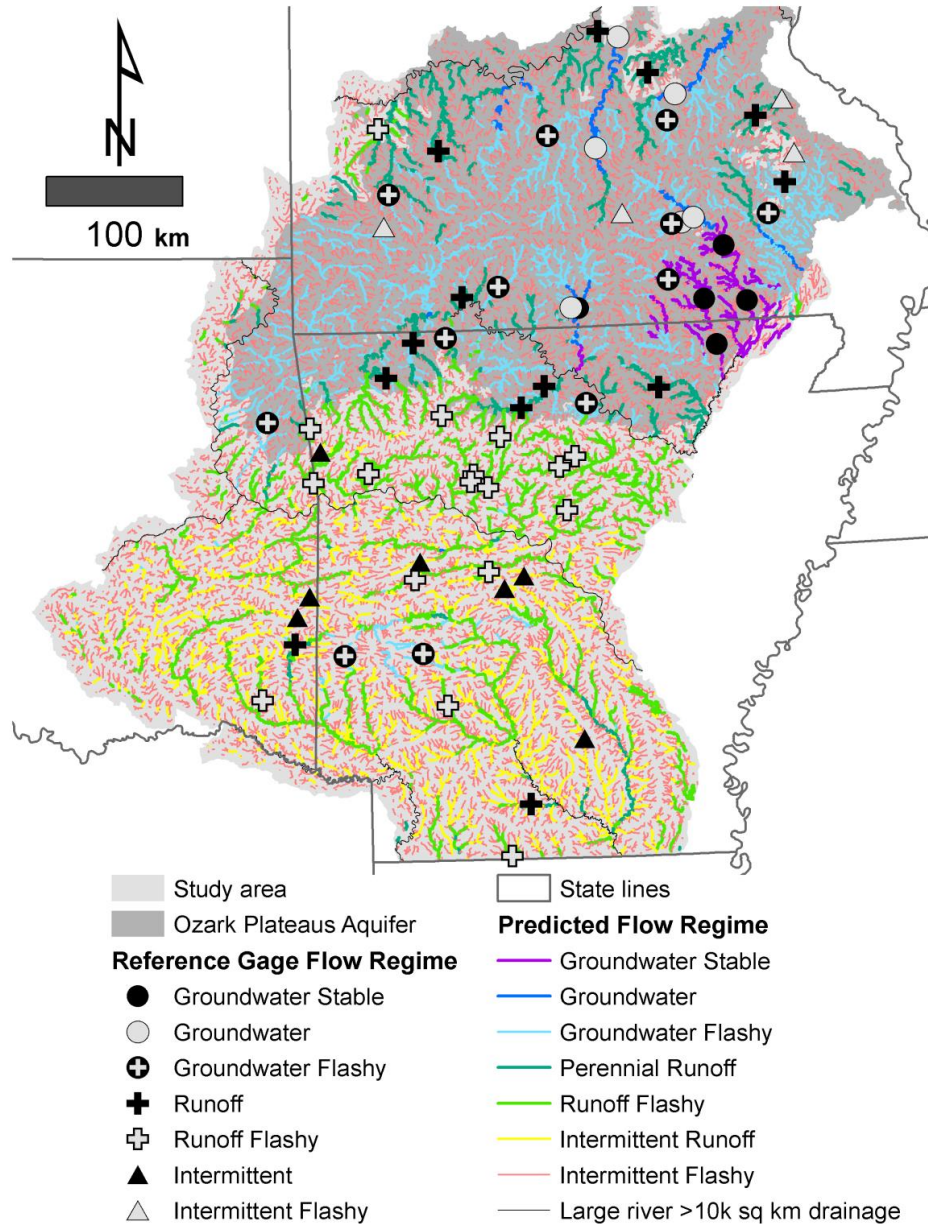 N
100 km
Study area
Ozark Plateaus Aquifer
Reference Gage Flow Regime
Groundwater Stable
Groundwater
Groundwater Flashy
Runoff
Runoff Flashy
Intermittent
Intermittent Flashy
State lines
Predicted Flow Regime
Groundwater Stable
Groundwater
Groundwater Flashy
Perennial Runoff
Runoff Flashy
Intermittent Runoff
Intermittent Flashy
Large river >10k sq km drainage